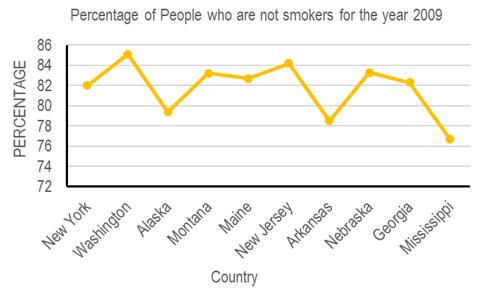 Percentage of People who are not smokers for the year 2009
PERCENTAGE
86
84
82
80
78
76
74
72
New York
Washington
Alaska
Montana
Maine
New Jersey
Arkansas
Nebraska
Georgia
Mississippi
Country